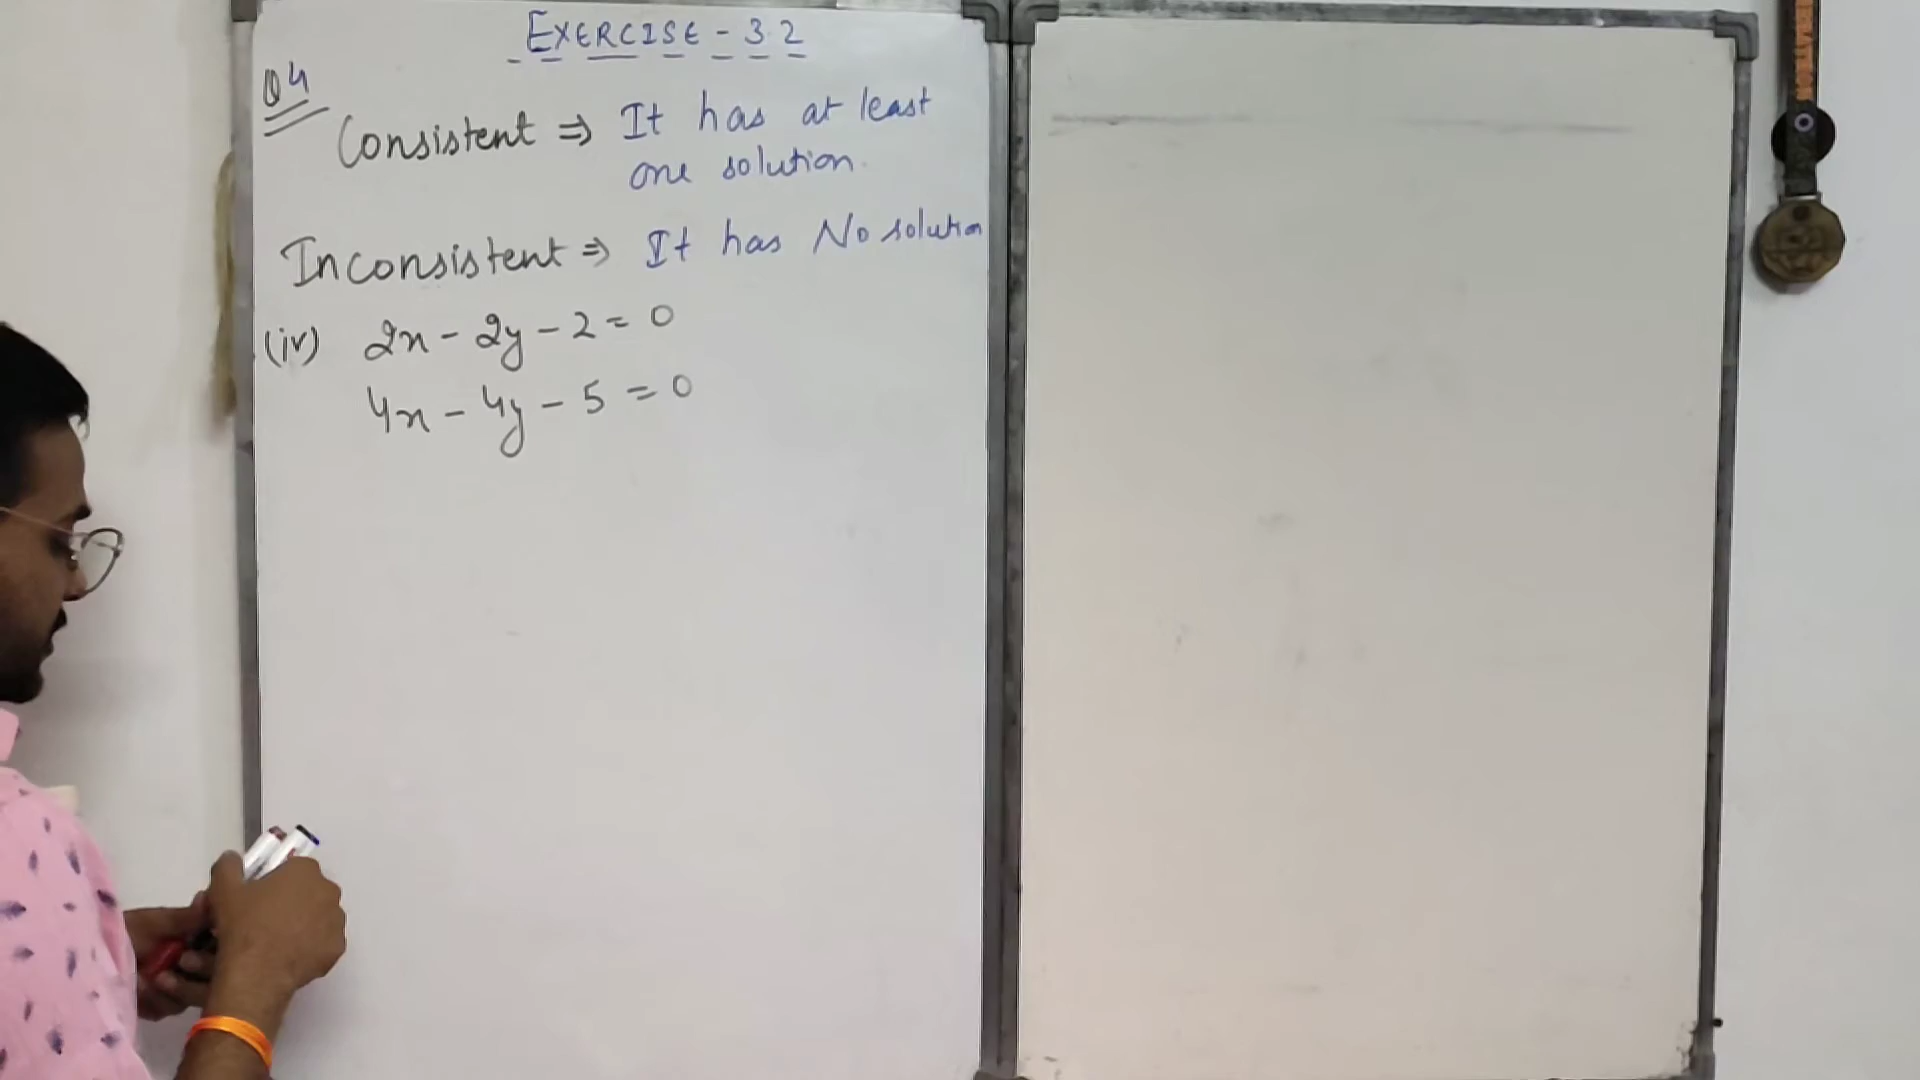 EXERCISE - 3.2
Q4
Consistent ⇒ It has at least
one solution.
Inconsistent ⇒ It has No solution
(iv) 2x - 2y - 2 = 0
4x - 4y - 5 = 0